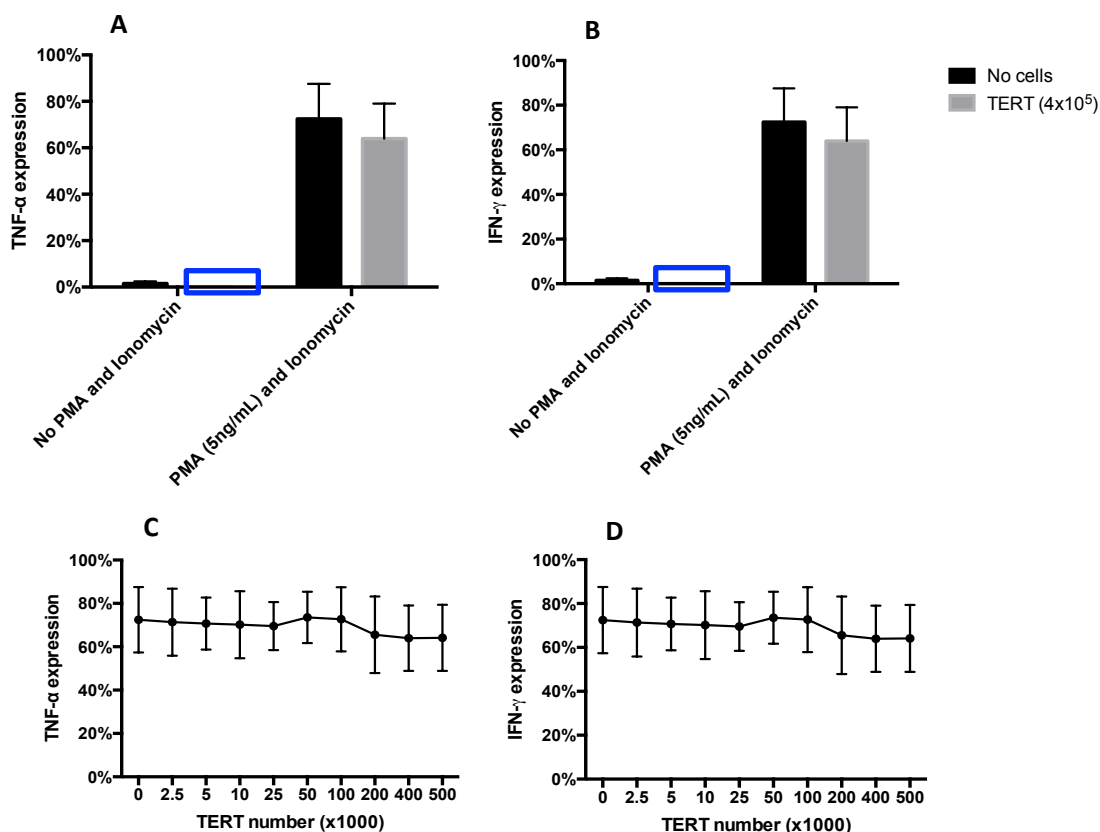 A
100%
80%
60%
40%
20%
0%
TNF-α expression
No PMA and Ionomycin
PMA (5ng/mL) and Ionomycin
B
100%
80%
60%
40%
20%
0%
IFN-γ expression
No PMA and Ionomycin
PMA (5ng/mL) and Ionomycin
No cells
TERT (4x10⁵)
C
100%
80%
60%
40%
20%
0%
TNF-α expression
0 2.5 5 10 25 50 100 200 400 500
TERT number (x1000)
D
100%
80%
60%
40%
20%
0%
IFN-γ expression
0 2.5 5 10 25 50 100 200 400 500
TERT number (x1000)